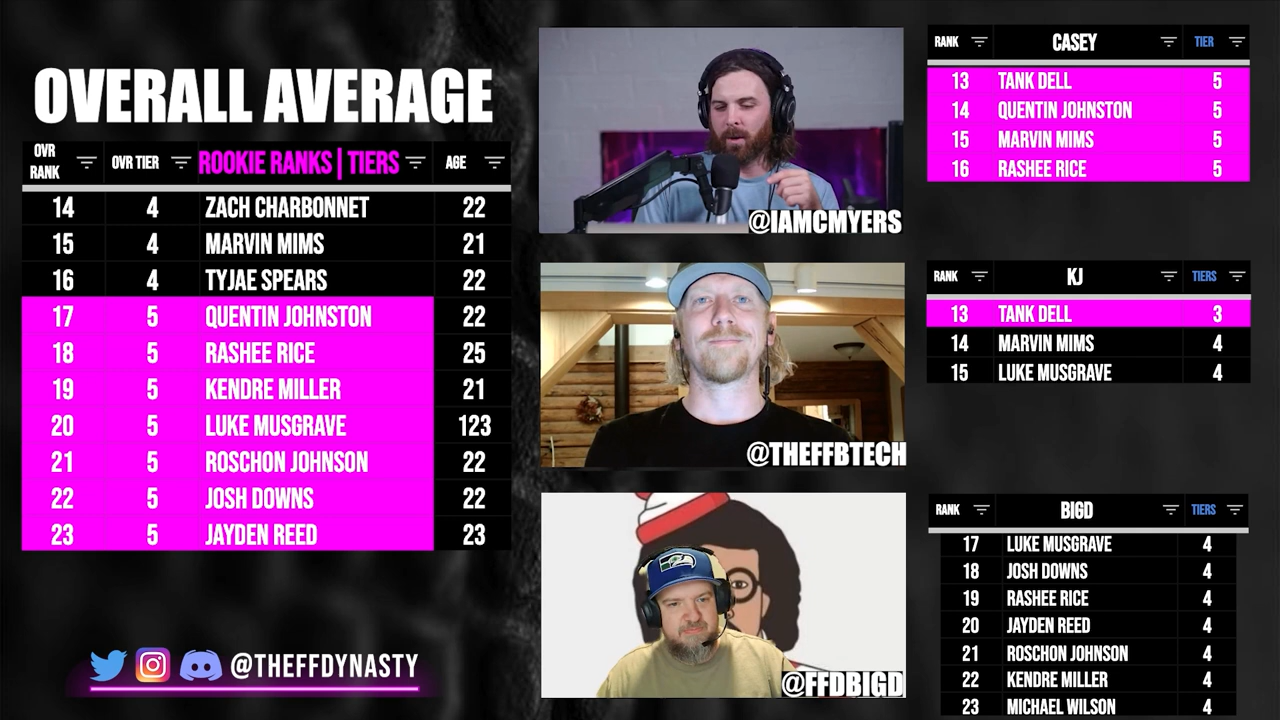 OVERALL AVERAGE
OVR RANK OVR TIER ROOKIE RANKS | TIERS AGE
14 4 ZACH CHARBONNET 22
15 4 MARVIN MIMS 21
16 4 TYJAE SPEARS 22
17 5 QUENTIN JOHNSTON 22
18 5 RASHEE RICE 25
19 5 KENDRE MILLER 21
20 5 LUKE MUSGRAVE 123
21 5 ROSCHON JOHNSON 22
22 5 JOSH DOWNS 22
23 5 JAYDEN REED 23
@THEFFDYNASTY
@IAMCMYERS
@THEFFBTECH
@FFDBIGD
RANK CASEY TIER
13 TANK DELL 5
14 QUENTIN JOHNSTON 5
15 MARVIN MIMS 5
16 RASHEE RICE 5
RANK KJ TIERS
13 TANK DELL 3
14 MARVIN MIMS 4
15 LUKE MUSGRAVE 4
RANK BIGD TIERS
17 LUKE MUSGRAVE 4
18 JOSH DOWNS 4
19 RASHEE RICE 4
20 JAYDEN REED 4
21 ROSCHON JOHNSON 4
22 KENDRE MILLER 4
23 MICHAEL WILSON 4